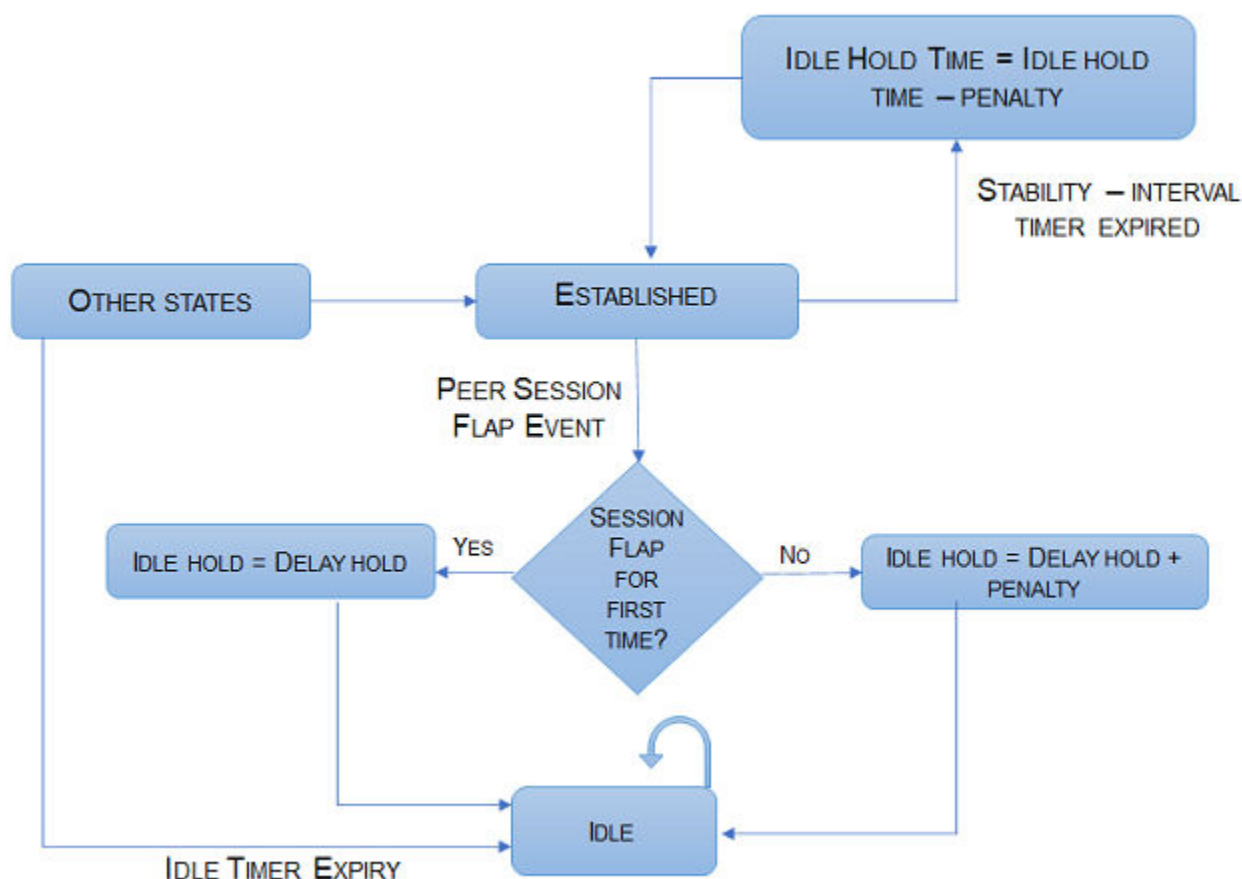 IDLE HOLD TIME = IDLE HOLD
TIME – PENALTY
STABILITY – INTERVAL
TIMER EXPIRED
OTHER STATES
ESTABLISHED
PEER SESSION
FLAP EVENT
SESSION
FLAP
FOR
FIRST
TIME?
YES
NO
IDLE HOLD = DELAY HOLD
IDLE HOLD = DELAY HOLD +
PENALTY
IDLE
IDLE TIMER EXPIRY